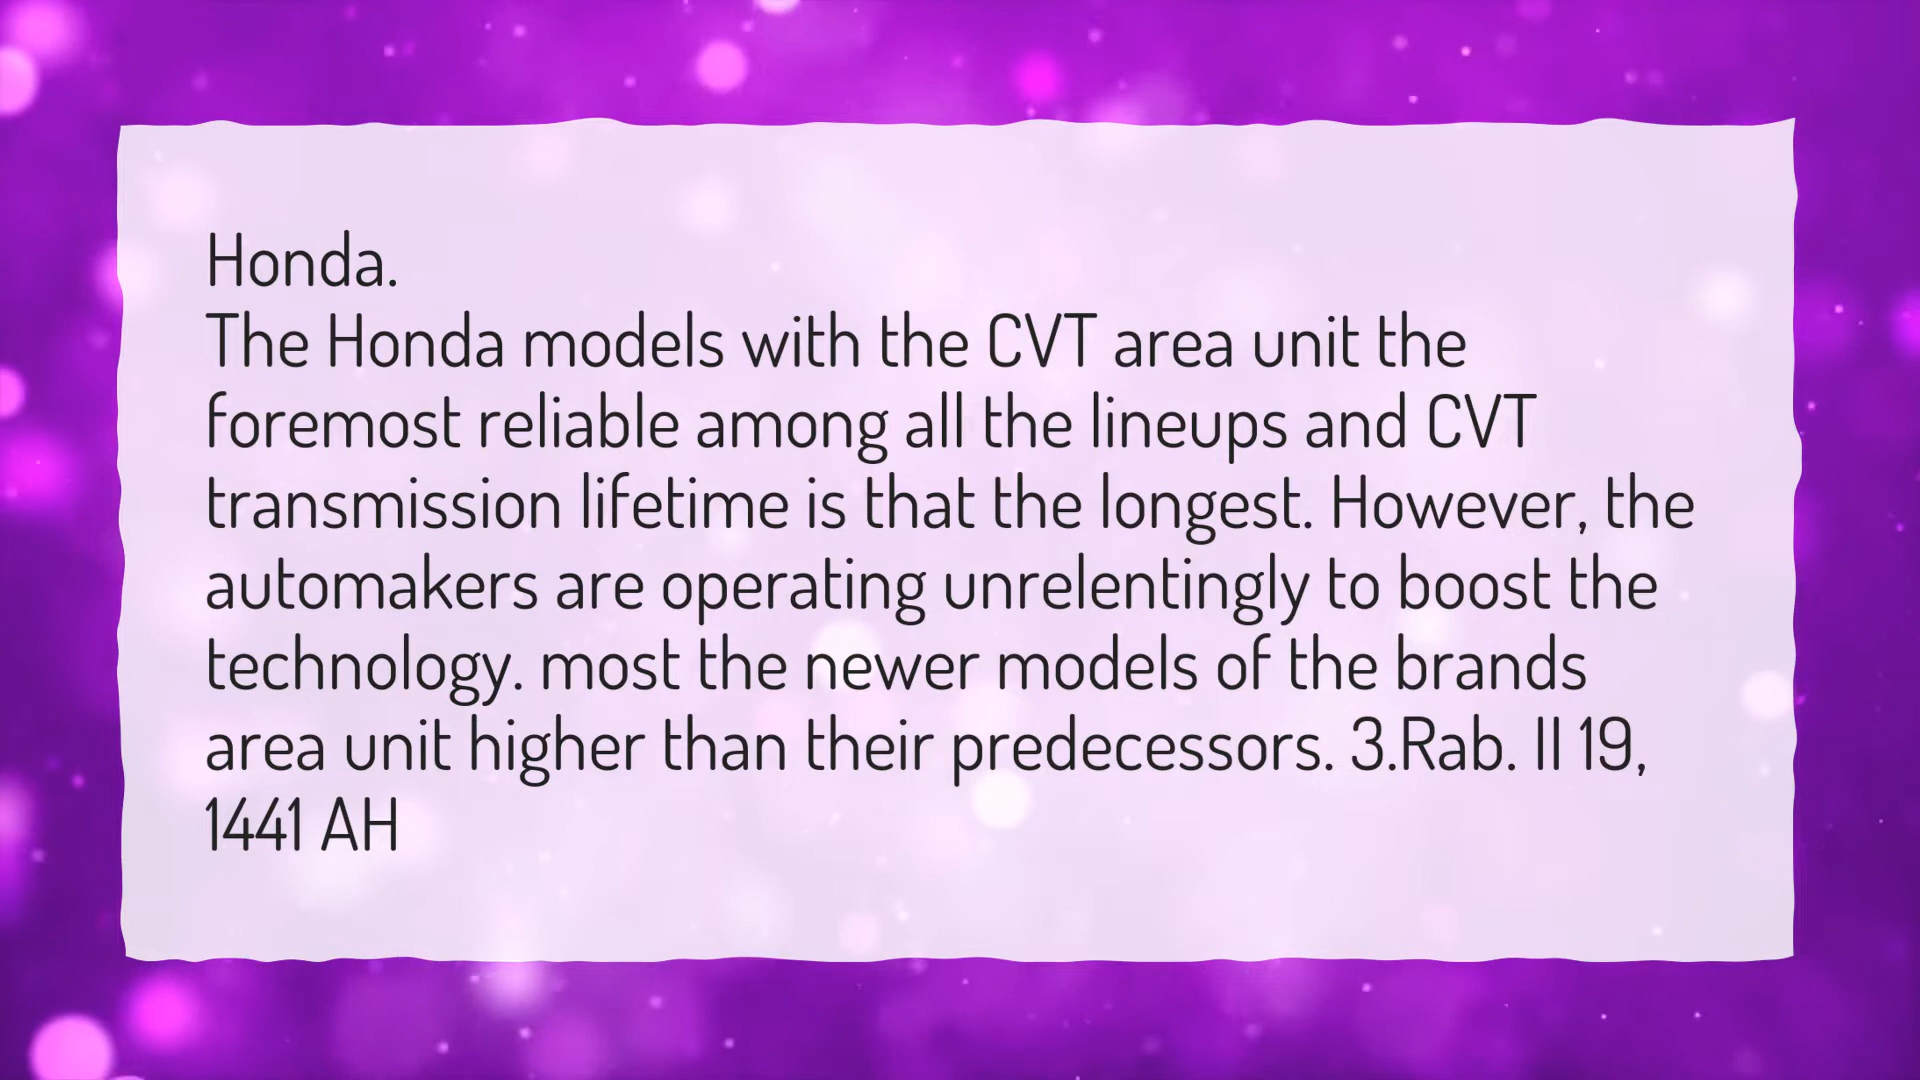 Honda.
The Honda models with the CVT area unit the
foremost reliable among all the lineups and CVT
transmission lifetime is that the longest. However, the
automakers are operating unrelentingly to boost the
technology. most the newer models of the brands
area unit higher than their predecessors. 3.Rab. II 19,
1441 AH